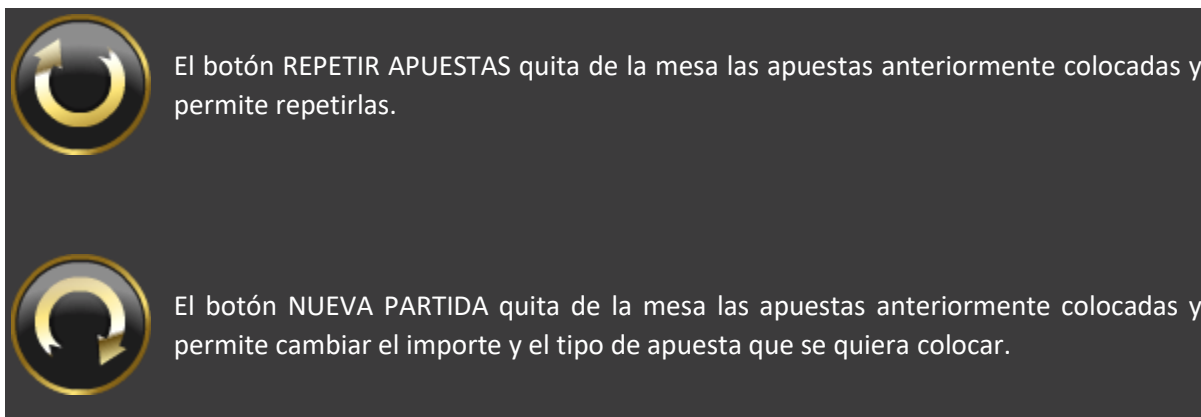 El botón REPETIR APUESTAS quita de la mesa las apuestas anteriormente colocadas y
permite repetirlas.
El botón NUEVA PARTIDA quita de la mesa las apuestas anteriormente colocadas y
permite cambiar el importe y el tipo de apuesta que se quiera colocar.